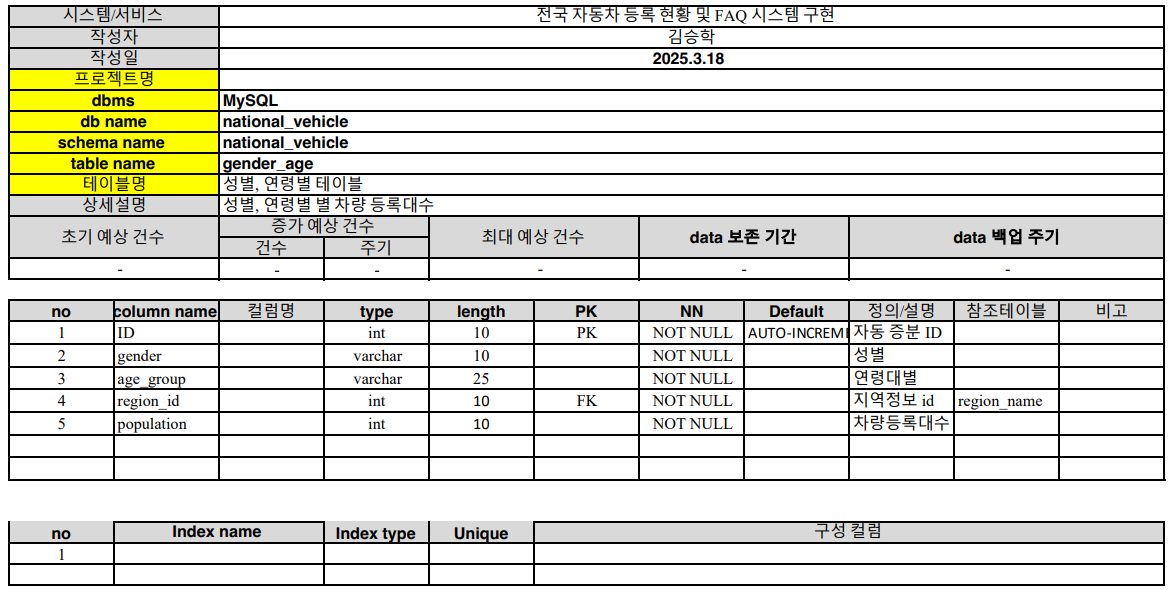 시스템/서비스 전국 자동차 등록 현황 및 FAQ 시스템 구현
작성자 김승학
작성일 2025.3.18
프로젝트명
dbms MySQL
db name national_vehicle
schema name national_vehicle
table name gender_age
테이블명 성별, 연령별 테이블
상세설명 성별, 연령별 별 차량 등록대수
초기 예상 건수 증가 예상 건수 최대 예상 건수 data 보존 기간 data 백업 주기
건수 주기
- - - - - -
no column name 컬럼명 type length PK NN Default 정의/설명 참조테이블 비고
1 ID int 10 PK NOT NULL AUTO-INCREM 자동 증분 ID
2 gender varchar 10 NOT NULL 성별
3 age_group varchar 25 NOT NULL 연령대별
4 region_id int 10 FK NOT NULL 지역정보 id region_name
5 population int 10 NOT NULL 차량등록대수
no Index name Index type Unique 구성 컬럼
1